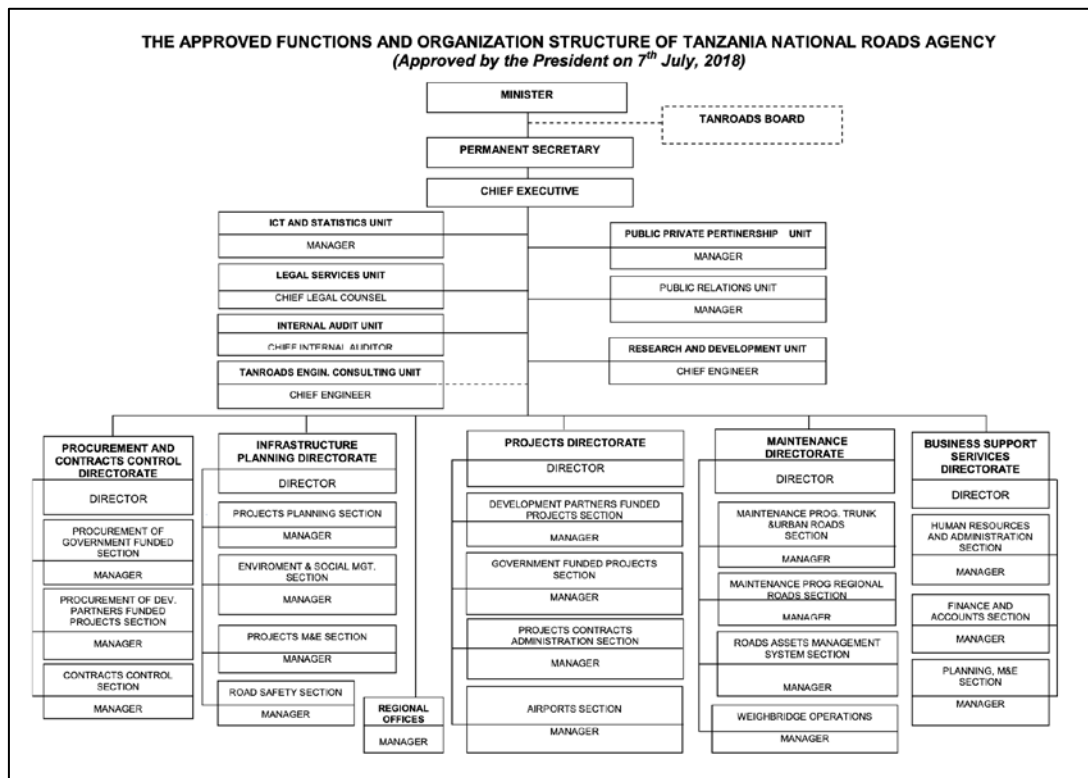 THE APPROVED FUNCTIONS AND ORGANIZATION STRUCTURE OF TANZANIA NATIONAL ROADS AGENCY
(Approved by the President on 7th July, 2018)
MINISTER
TANROADS BOARD
PERMANENT SECRETARY
CHIEF EXECUTIVE
ICT AND STATISTICS UNIT
MANAGER
PUBLIC PRIVATE PERTINERSHIP UNIT
MANAGER
LEGAL SERVICES UNIT
CHIEF LEGAL COUNSEL
PUBLIC RELATIONS UNIT
MANAGER
INTERNAL AUDIT UNIT
CHIEF INTERNAL AUDITOR
RESEARCH AND DEVELOPMENT UNIT
CHIEF ENGINEER
TANROADS ENGIN. CONSULTING UNIT
CHIEF ENGINEER
PROCUREMENT AND
CONTRACTS CONTROL
DIRECTORATE
DIRECTOR
PROCUREMENT OF
GOVERNMENT FUNDED
SECTION
MANAGER
PROCUREMENT OF DEV.
PARTNERS FUNDED
PROJECTS SECTION
MANAGER
CONTRACTS CONTROL
SECTION
MANAGER
INFRASTRUCTURE
PLANNING DIRECTORATE
DIRECTOR
PROJECTS PLANNING SECTION
MANAGER
ENVIROMENT & SOCIAL MGT.
SECTION
MANAGER
PROJECTS M&E SECTION
MANAGER
ROAD SAFETY SECTION
MANAGER
REGIONAL
OFFICES
MANAGER
PROJECTS DIRECTORATE
DIRECTOR
DEVELOPMENT PARTNERS FUNDED
PROJECTS SECTION
MANAGER
GOVERNMENT FUNDED PROJECTS
SECTION
MANAGER
PROJECTS CONTRACTS
ADMINISTRATION SECTION
MANAGER
AIRPORTS SECTION
MANAGER
MAINTENANCE
DIRECTORATE
DIRECTOR
MAINTENANCE PROG. TRUNK
&URBAN ROADS
SECTION
MANAGER
MAINTENANCE PROG REGIONAL
ROADS SECTION
MANAGER
ROADS ASSETS MANAGEMENT
SYSTEM SECTION
MANAGER
WEIGHBRIDGE OPERATIONS
MANAGER
BUSINESS SUPPORT
SERIVICES
DIRECTORATE
DIRECTOR
HUMAN RESOURCES
AND ADMINISTRATION
SECTION
MANAGER
FINANCE AND
ACCOUNTS SECTION
MANAGER
PLANNING, M&E
SECTION
MANAGER